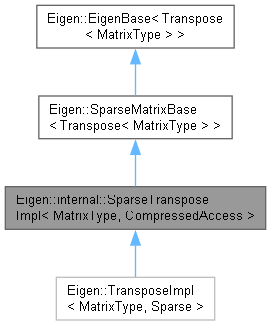 Eigen::EigenBase< Transpose
< MatrixType > >
Eigen::SparseMatrixBase
< Transpose< MatrixType > >
Eigen::internal::SparseTranspose
Impl< MatrixType, CompressedAccess >
Eigen::TransposeImpl
< MatrixType, Sparse >